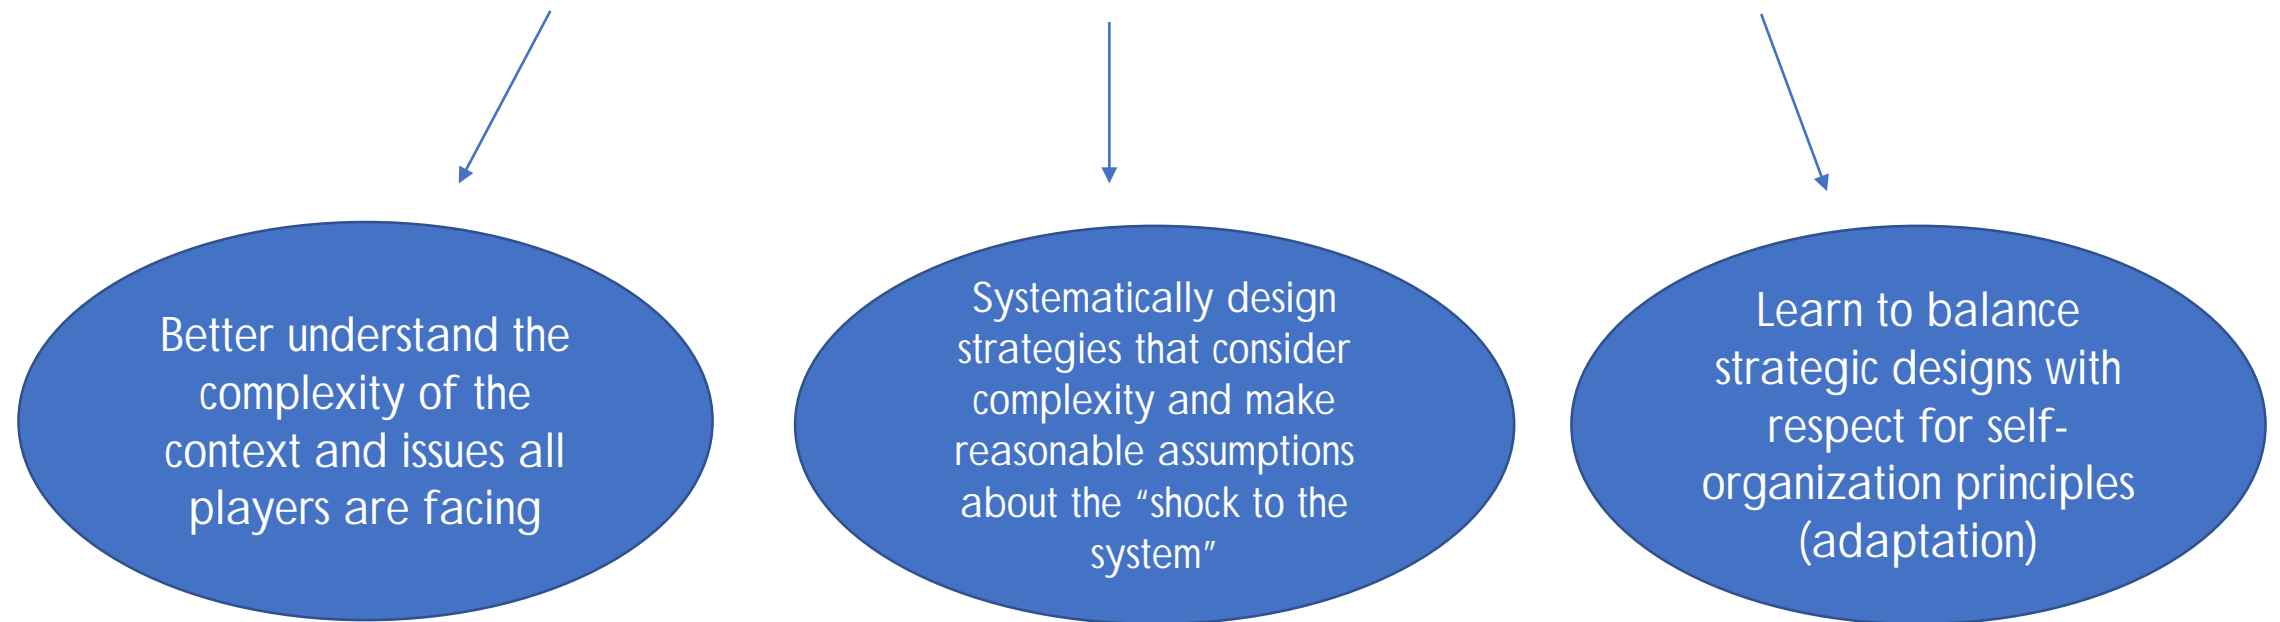 Better understand the
complexity of the
context and issues all
players are facing
Systematically design
strategies that consider
complexity and make
reasonable assumptions
about the “shock to the
system”
Learn to balance
strategic designs with
respect for self-
organization principles
(adaptation)